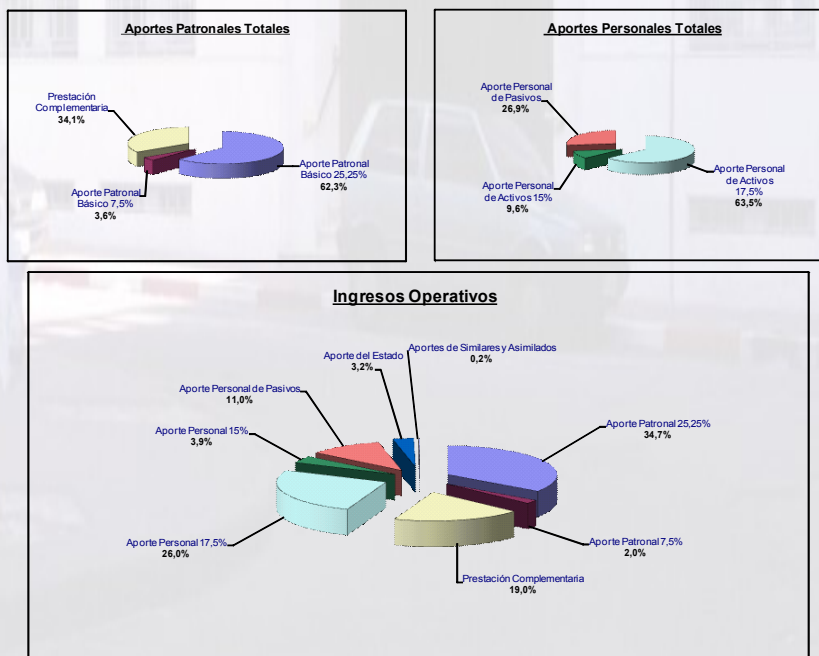 Aportes Patronales Totales
Prestación
Complementaria
34,1%
Aporte Patronal
Básico 25,25%
62,3%
Aporte Patronal
Básico 7,5%
3,6%
Aportes Personales Totales
Aporte Personal
de Pasivos
26,9%
Aporte Personal
de Activos
17,5%
63,5%
Aporte Personal
de Activos 15%
9,6%
Ingresos Operativos
Aportes de Similares y Asimilados
0,2%
Aporte del Estado
3,2%
Aporte Personal de Pasivos
11,0%
Aporte Patronal 25,25%
34,7%
Aporte Personal 15%
3,9%
Aporte Personal 17,5%
26,0%
Aporte Patronal 7,5%
2,0%
Prestación Complementaria
19,0%